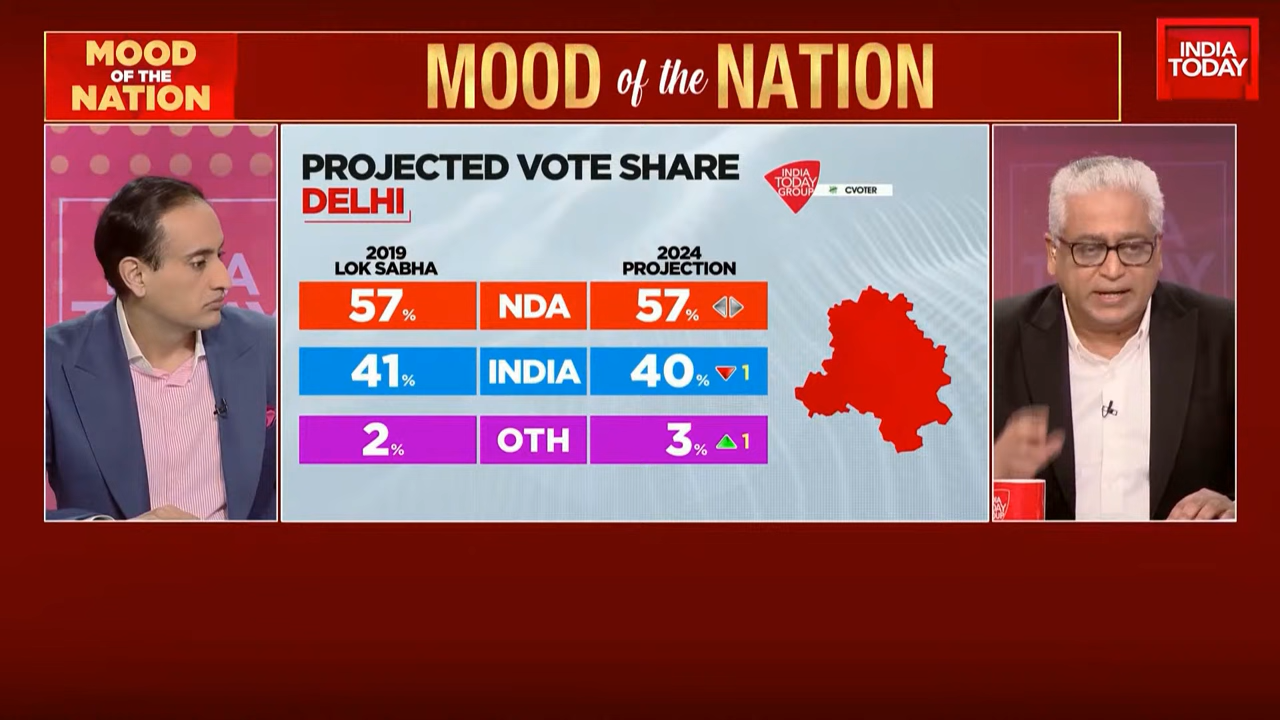 MOOD
OF THE
NATION
MOOD of the NATION
INDIA
TODAY
PROJECTED VOTE SHARE
DELHI
INDIA
TODAY
GROUP
CVOTER
2019
LOK SABHA
2024
PROJECTION
57% NDA 57%
41% INDIA 40% 1
2% OTH 3% 1